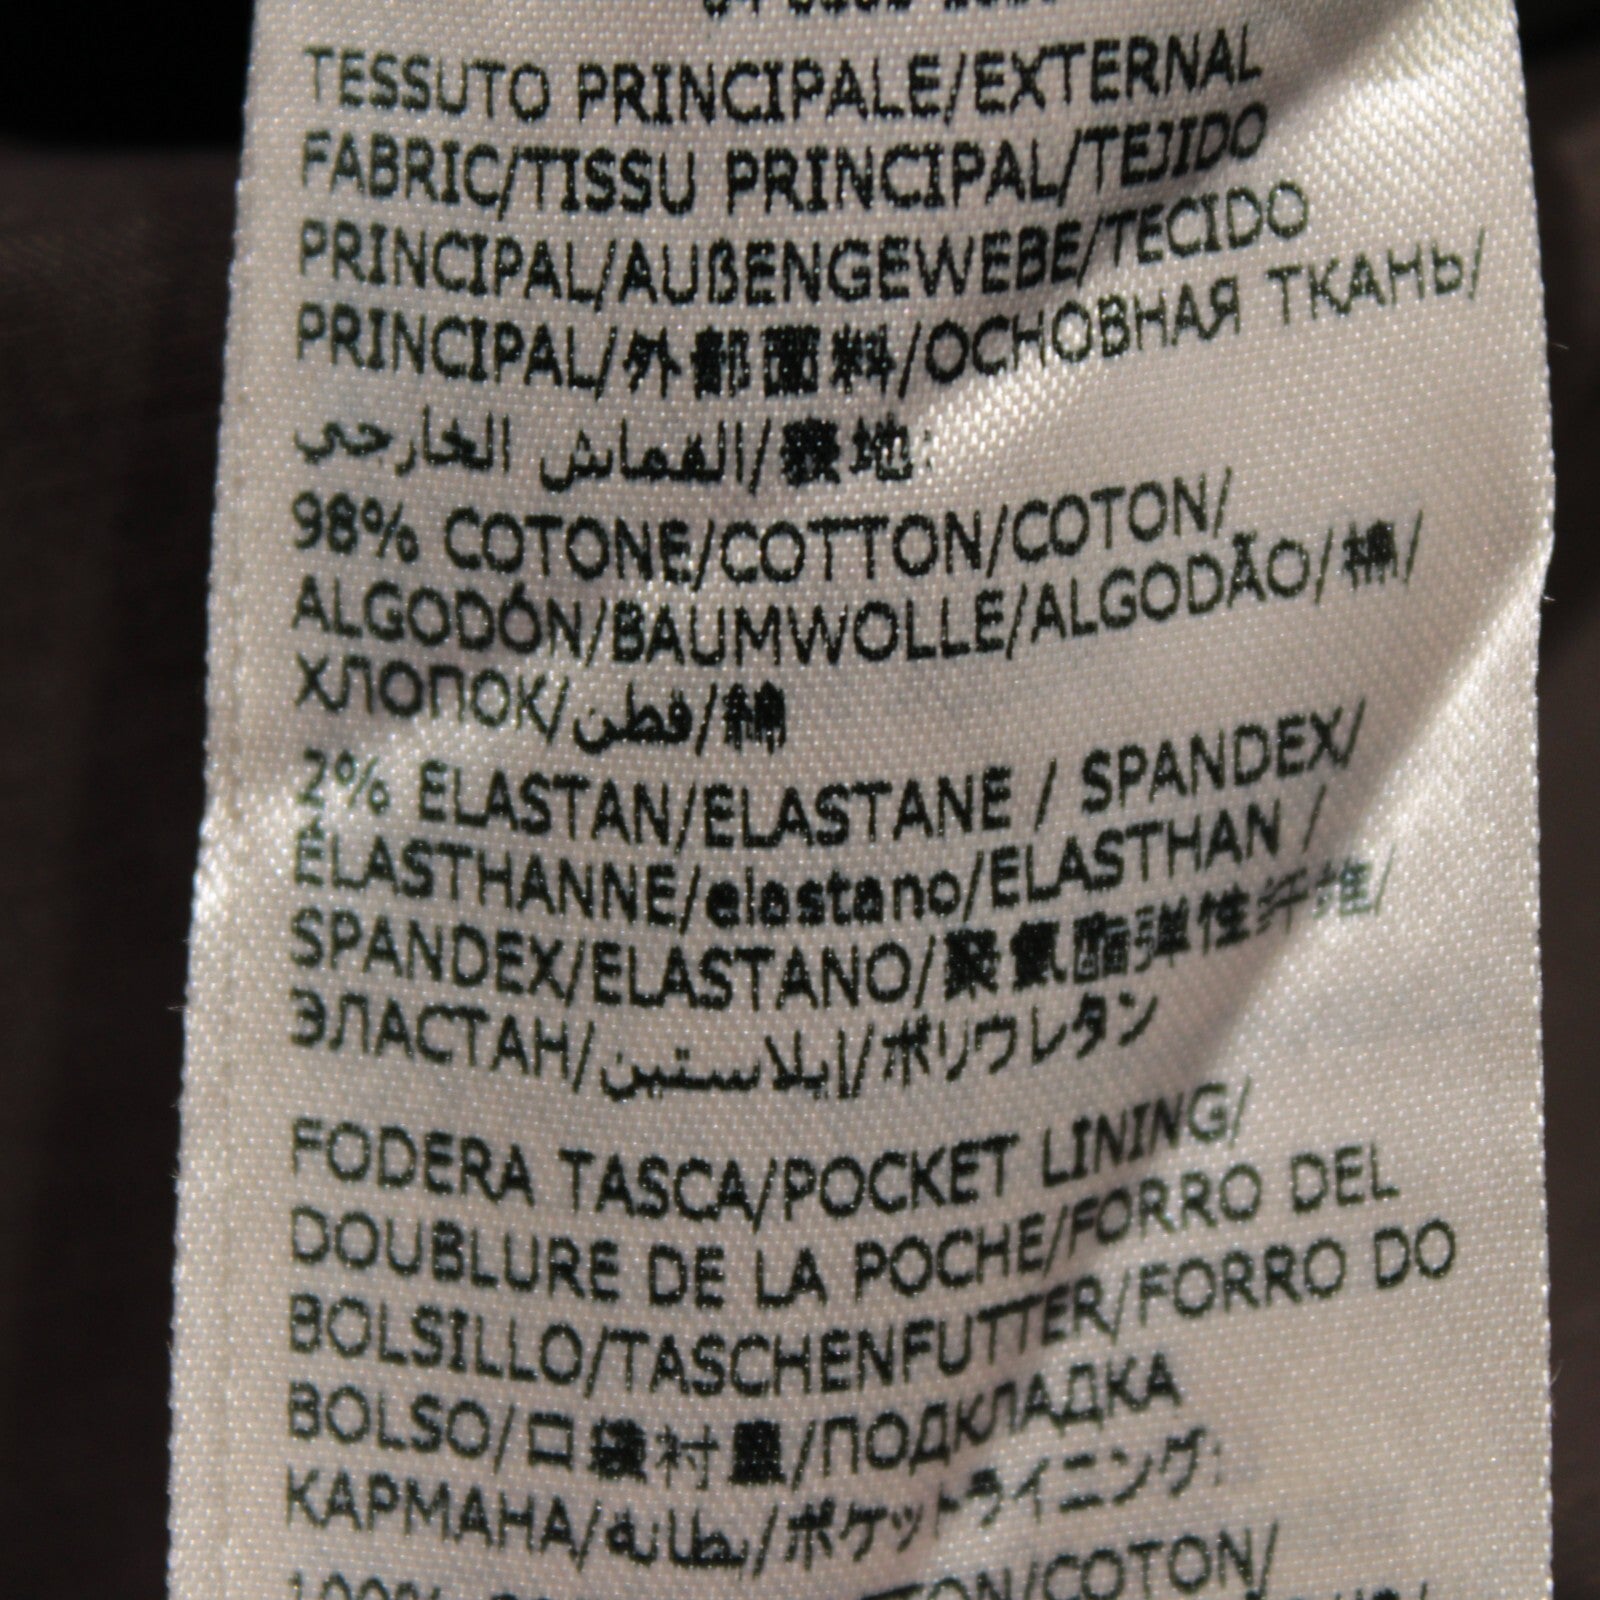 TESSUTO PRINCIPALE/EXTERNAL
FABRIC/TISSU PRINCIPAL/TEJIDO
PRINCIPAL/AUßENGEWEBE/TECIDO
PRINCIPAL/外部面料/ОСНОВНАЯ ТКАНЬ/
القماش الخارجي/表地:
98% COTONE/COTTON/COTON/
ALGODÓN/BAUMWOLLE/ALGODÃO/棉/
ХЛОПОК/قطن/綿
2% ELASTAN/ELASTANE / SPANDEX/
ÉLASTHANNE/elastano/ELASTHAN /
SPANDEX/ELASTANO/聚氨酯弹性纤维/
ЭЛАСТАН/إيلاستين/ポリウレタン
FODERA TASCA/POCKET LINING/
DOUBLURE DE LA POCHE/FORRO DEL
BOLSILLO/TASCHENFUTTER/FORRO DO
BOLSO/口袋衬里/ПОДКЛАДКА
КАРМАНА/بطانة/ポケットライニング:
100% /COTON/